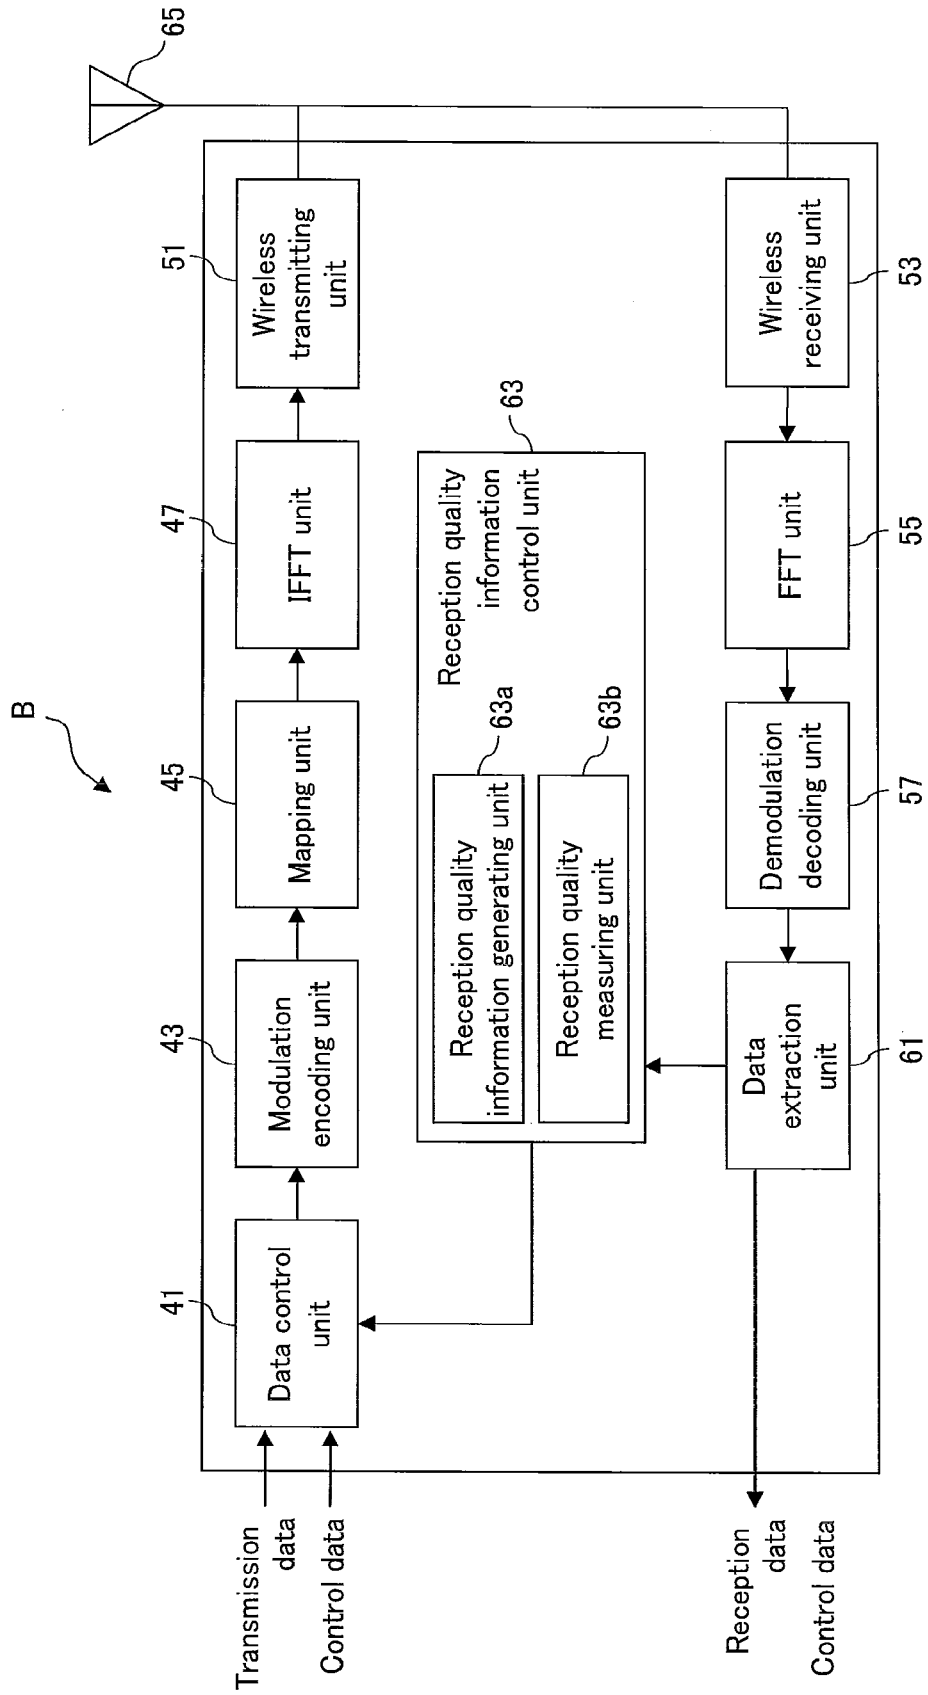 B
65
41
43
45
47
51
Transmission
data
Control data
Data control
unit
Modulation
encoding unit
Mapping unit
IFFT unit
Wireless
transmitting
unit
63
Reception quality
information
control unit
63a
Reception quality
information generating unit
63b
Reception quality
measuring unit
Reception
data
Control data
Data
extraction
unit
Demodulation
decoding unit
FFT unit
Wireless
receiving unit
61
57
55
53